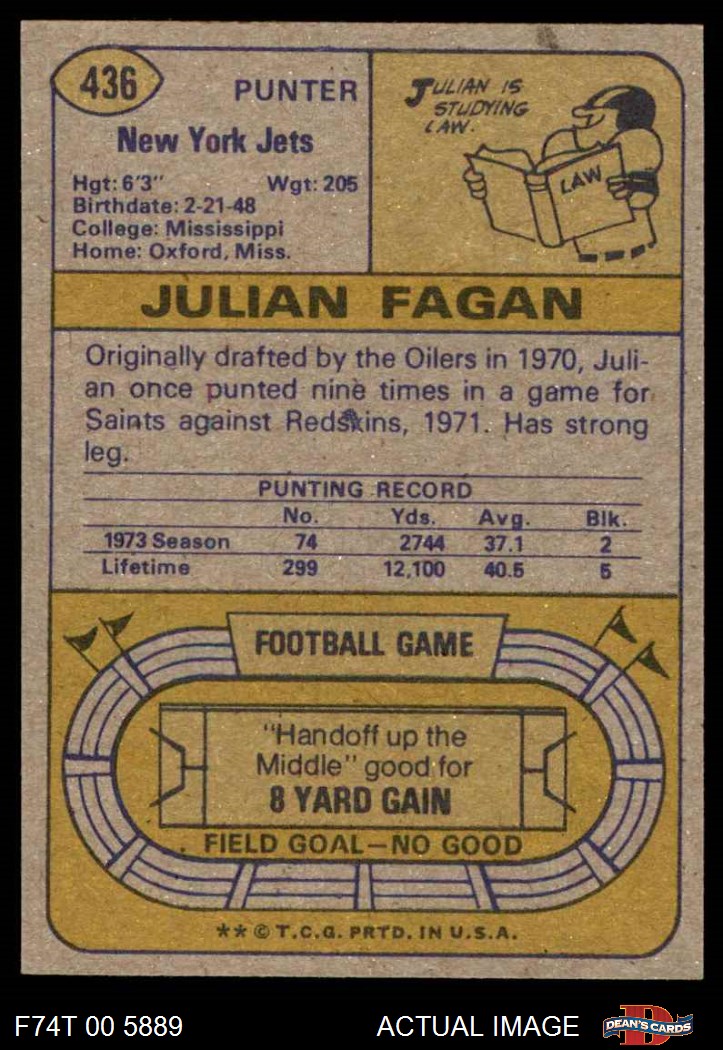 436
PUNTER
New York Jets
Hgt: 6'3" Wgt: 205
Birthdate: 2-21-48
College: Mississippi
Home: Oxford, Miss.
JULIAN IS
STUDYING
LAW.
LAW
JULIAN FAGAN
Originally drafted by the Oilers in 1970, Juli-
an once punted nine times in a game for
Saints against Redskins, 1971. Has strong
leg.
PUNTING RECORD
No. Yds. Avg. Blk.
1973 Season 74 2744 37.1 2
Lifetime 299 12,100 40.5 5
FOOTBALL GAME
"Handoff up the
Middle" good for
8 YARD GAIN
FIELD GOAL—NO GOOD
** © T.C.G. PRTD. IN U.S.A.
F74T 00 5889 ACTUAL IMAGE
D
DEAN'S CARDS